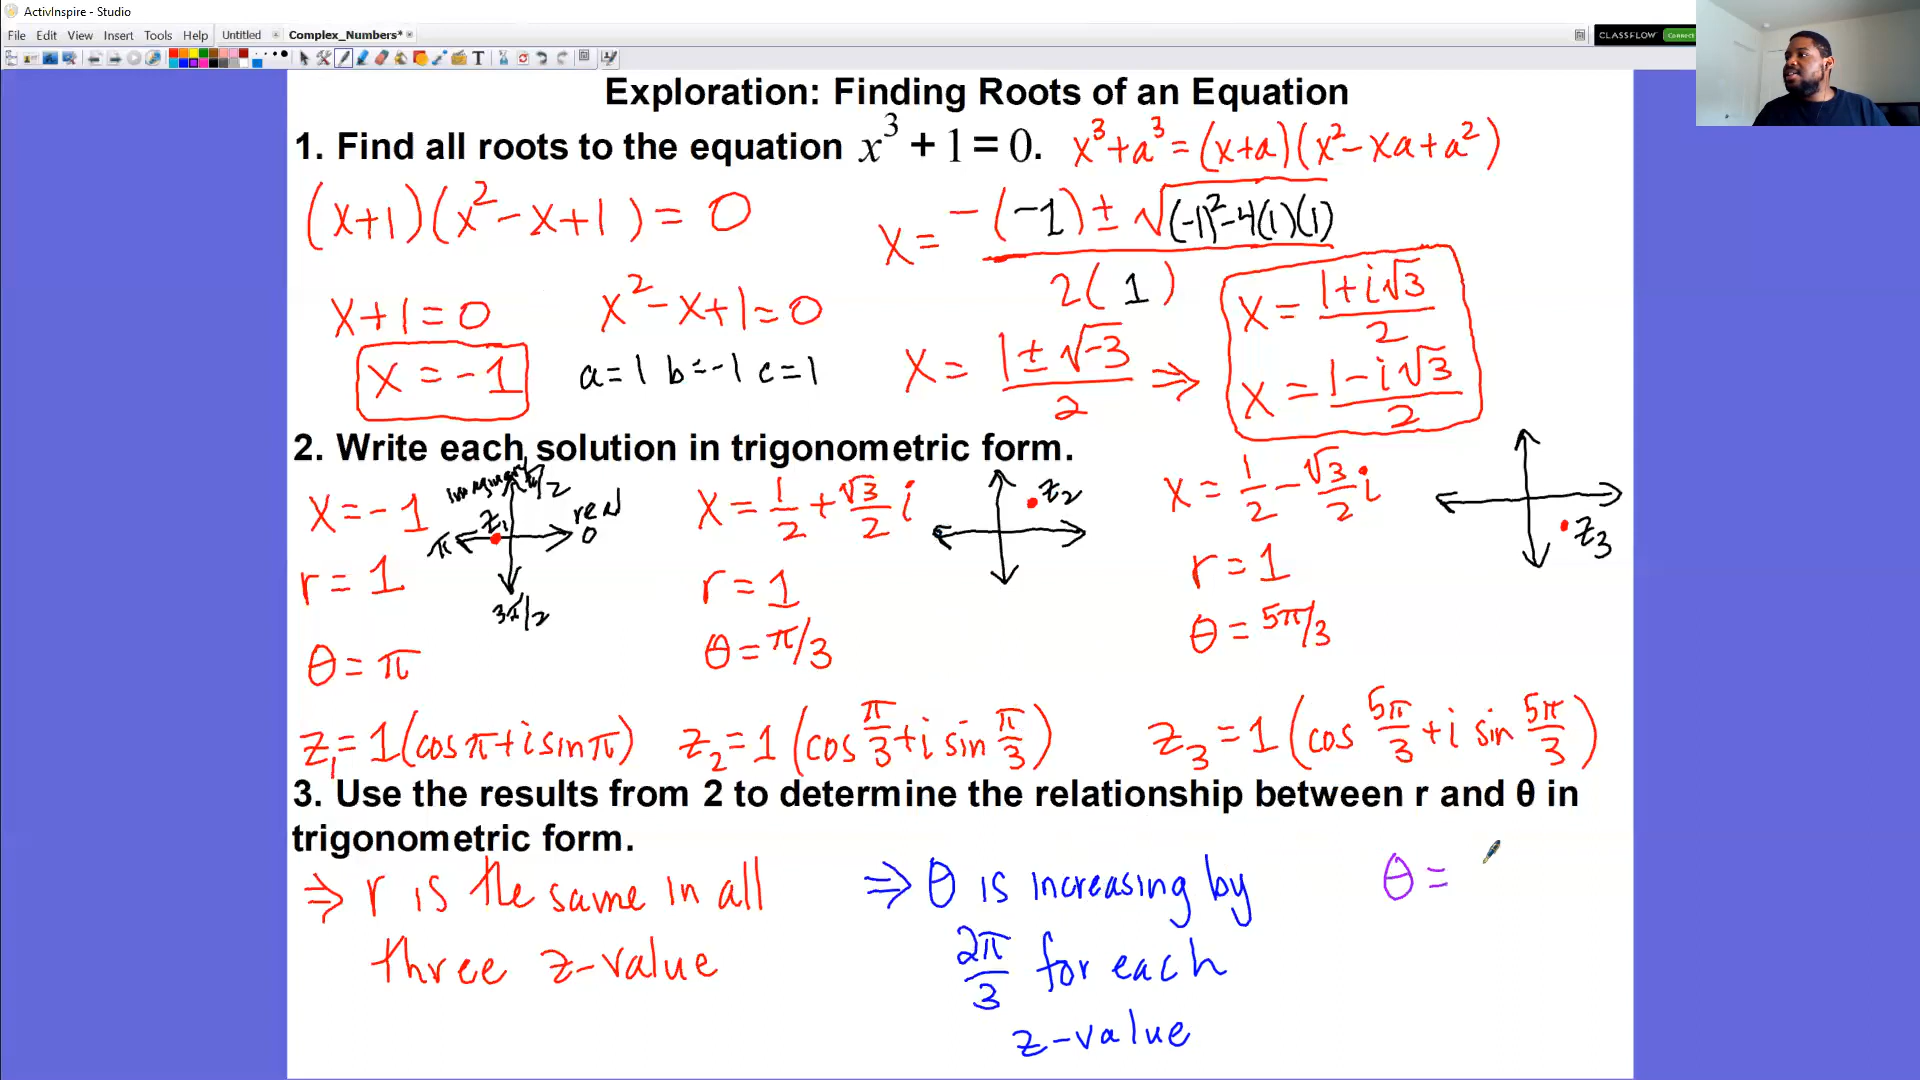 ActivInspire - Studio
File Edit View Insert Tools Help Untitled Complex_Numbers*
CLASSFLOW Connect
Exploration: Finding Roots of an Equation
1. Find all roots to the equation x³ + 1 = 0. x³+a³=(x+a)(x²-xa+a²)
(x+1)(x²-x+1)=0
x = (-(-1) ± √((-1)²-4(1)(1))) / 2(1)
x+1=0 x²-x+1=0
x = (1+i√3)/2
x = -1 a=1 b=-1 c=1 x = (1±√-3)/2 ⇒ x = (1-i√3)/2
2. Write each solution in trigonometric form.
x=-1 x = 1/2 + √3/2 i x = 1/2 - √3/2 i
imaginary π/2 real 0 π z₁ 3π/2
z₂
z₃
r=1 r=1 r=1
θ=π θ=π/3 θ=5π/3
z₁=1(cosπ+isinπ) z₂=1(cos π/3 + i sin π/3) z₃=1(cos 5π/3 + i sin 5π/3)
3. Use the results from 2 to determine the relationship between r and θ in
trigonometric form.
⇒ r is the same in all ⇒ θ is increasing by θ=
three z-value 2π/3 for each
z-value